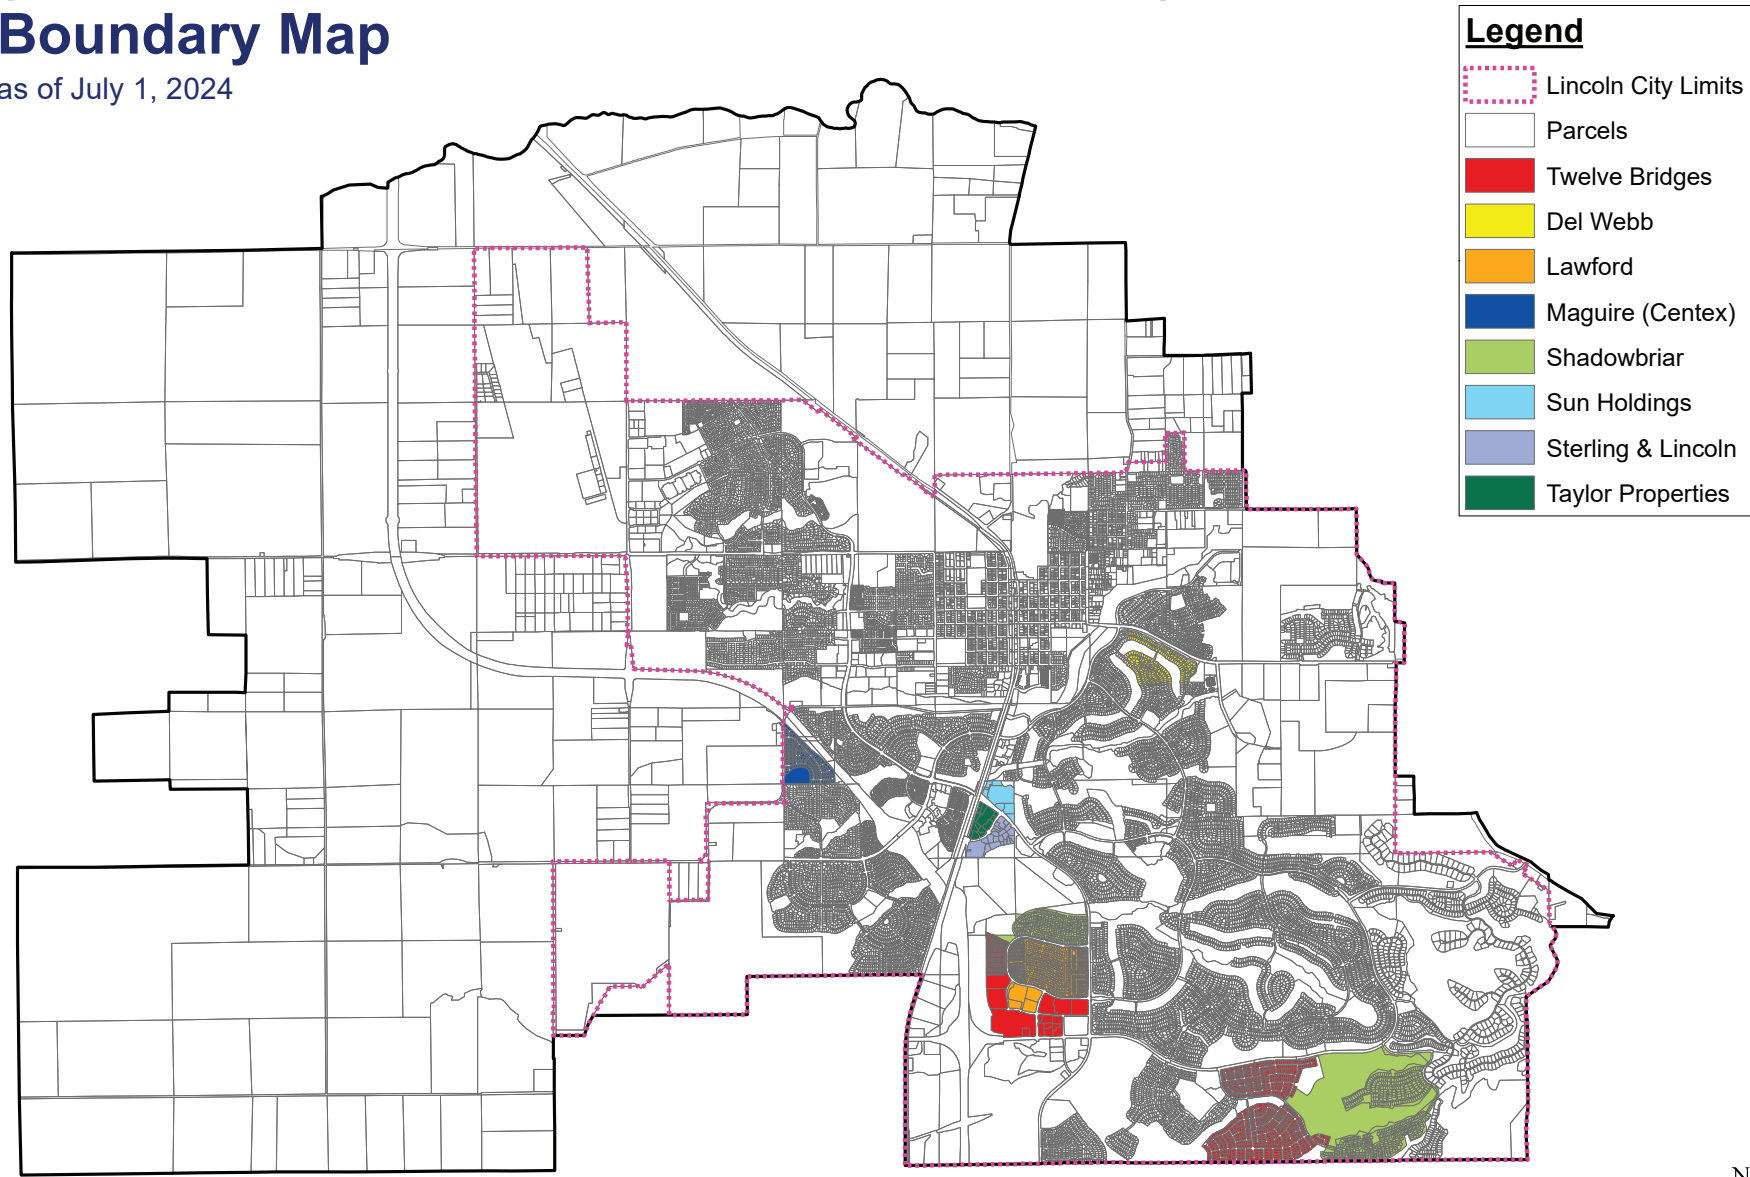 Boundary Map
as of July 1, 2024
Legend
Lincoln City Limits
Parcels
Twelve Bridges
Del Webb
Lawford
Maguire (Centex)
Shadowbriar
Sun Holdings
Sterling & Lincoln
Taylor Properties
N